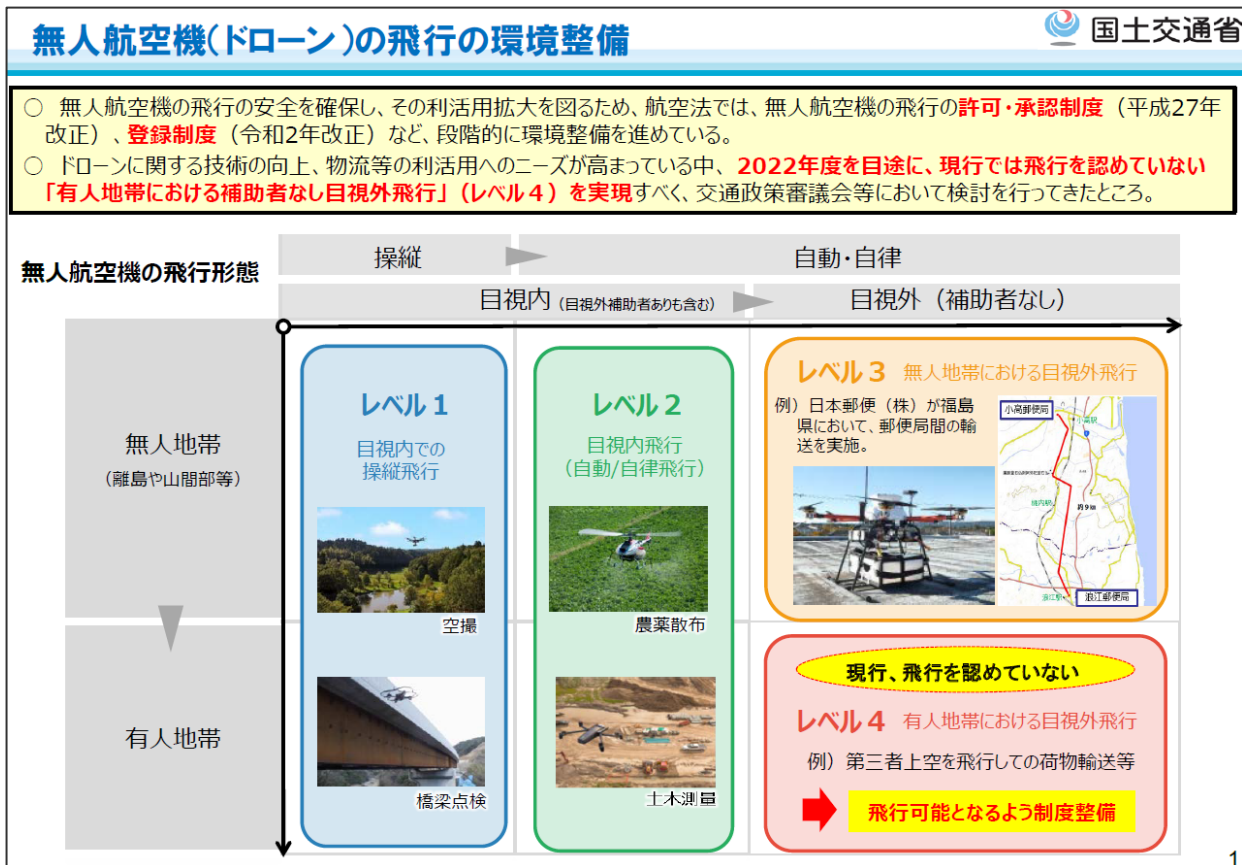 無人航空機(ドローン)の飛行の環境整備
国土交通省
○ 無人航空機の飛行の安全を確保し、その利活用拡大を図るため、航空法では、無人航空機の飛行の許可・承認制度（平成27年
改正）、登録制度（令和2年改正）など、段階的に環境整備を進めている。
○ ドローンに関する技術の向上、物流等の利活用へのニーズが高まっている中、2022年度を目途に、現行では飛行を認めていない
「有人地帯における補助者なし目視外飛行」（レベル４）を実現すべく、交通政策審議会等において検討を行ってきたところ。
無人航空機の飛行形態
操縦
自動・自律
目視内（目視外補助者ありも含む）
目視外（補助者なし）
無人地帯
（離島や山間部等）
有人地帯
レベル１
目視内での
操縦飛行
空撮
橋梁点検
レベル２
目視内飛行
（自動/自律飛行）
農薬散布
土木測量
レベル３ 無人地帯における目視外飛行
例）日本郵便（株）が福島
県において、郵便局間の輸
送を実施。
小高郵便局
小高駅
約9km
浪江駅
浪江郵便局
現行、飛行を認めていない
レベル４ 有人地帯における目視外飛行
例）第三者上空を飛行しての荷物輸送等
飛行可能となるよう制度整備
1